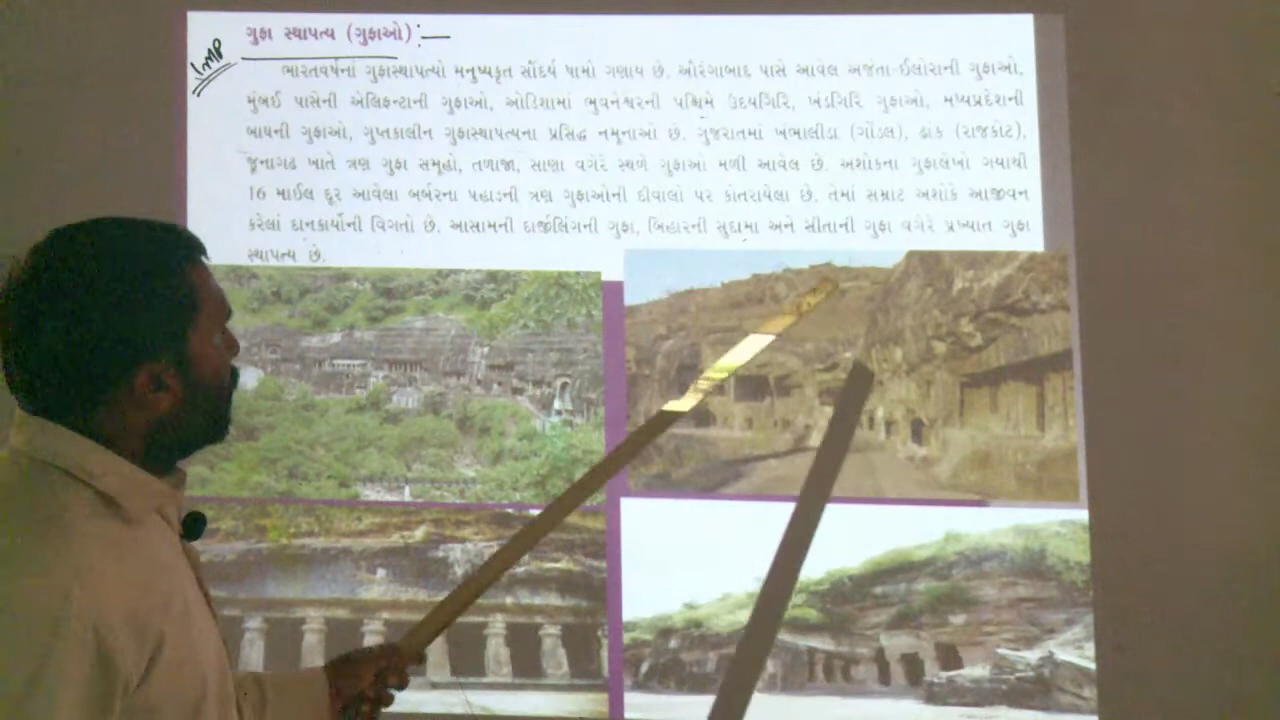 ગુફા સ્થાપત્ય (ગુફાઓ) :—
IMP
ભારતવર્ષનાં ગુફાસ્થાપત્યો મનુષ્યકૃત સૌંદર્ય ધામો ગણાય છે. ઔરંગાબાદ પાસે આવેલ અજંતા-ઈલોરાની ગુફાઓ,
મુંબઈ પાસેની એલિફન્ટાની ગુફાઓ, ઓડિશામાં ભુવનેશ્વરની પશ્ચિમે ઉદયગિરિ, ખંડગિરિ ગુફાઓ, મધ્યપ્રદેશની
બાઘની ગુફાઓ, ગુપ્તકાલીન ગુફાસ્થાપત્યના પ્રસિદ્ધ નમૂનાઓ છે. ગુજરાતમાં ખંભાલીડા (ગોંડલ), ઢાંક (રાજકોટ),
જૂનાગઢ ખાતે ત્રણ ગુફા સમૂહો, તળાજા, સાણા વગેરે સ્થળે ગુફાઓ મળી આવેલ છે. અશોકના ગુફાલેખો ગયાથી
16 માઈલ દૂર આવેલા બર્બરના પહાડની ત્રણ ગુફાઓની દીવાલો પર કોતરાયેલા છે. તેમાં સમ્રાટ અશોકે આજીવન
કરેલાં દાનકાર્યોની વિગતો છે. આસામની દાર્જીલિંગની ગુફા, બિહારની સુદામા અને સીતાની ગુફા વગેરે પ્રખ્યાત ગુફા
સ્થાપત્ય છે.